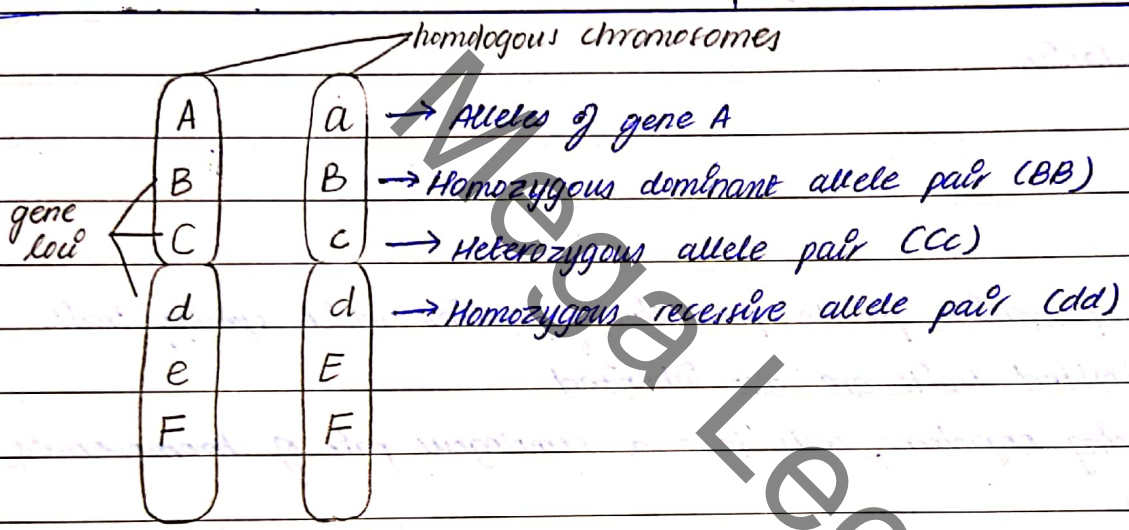 homologous chromosomes
A a → Alleles of gene A
B B → Homozygous dominant allele pair (BB)
gene loci
C c → Heterozygous allele pair (Cc)
d d → Homozygous recessive allele pair (dd)
e E
F F
Mega Lec